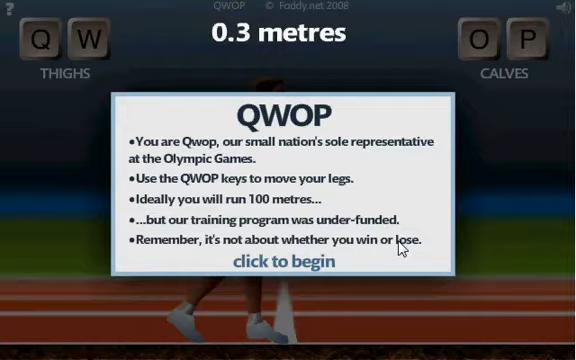 ?
QWOP © Foddy.net 2008
0.3 metres
Q W O P
THIGHS CALVES
QWOP
•You are Qwop, our small nation's sole representative
at the Olympic Games.
•Use the QWOP keys to move your legs.
•Ideally you will run 100 metres...
•...but our training program was under-funded.
•Remember, it's not about whether you win or lose.
click to begin